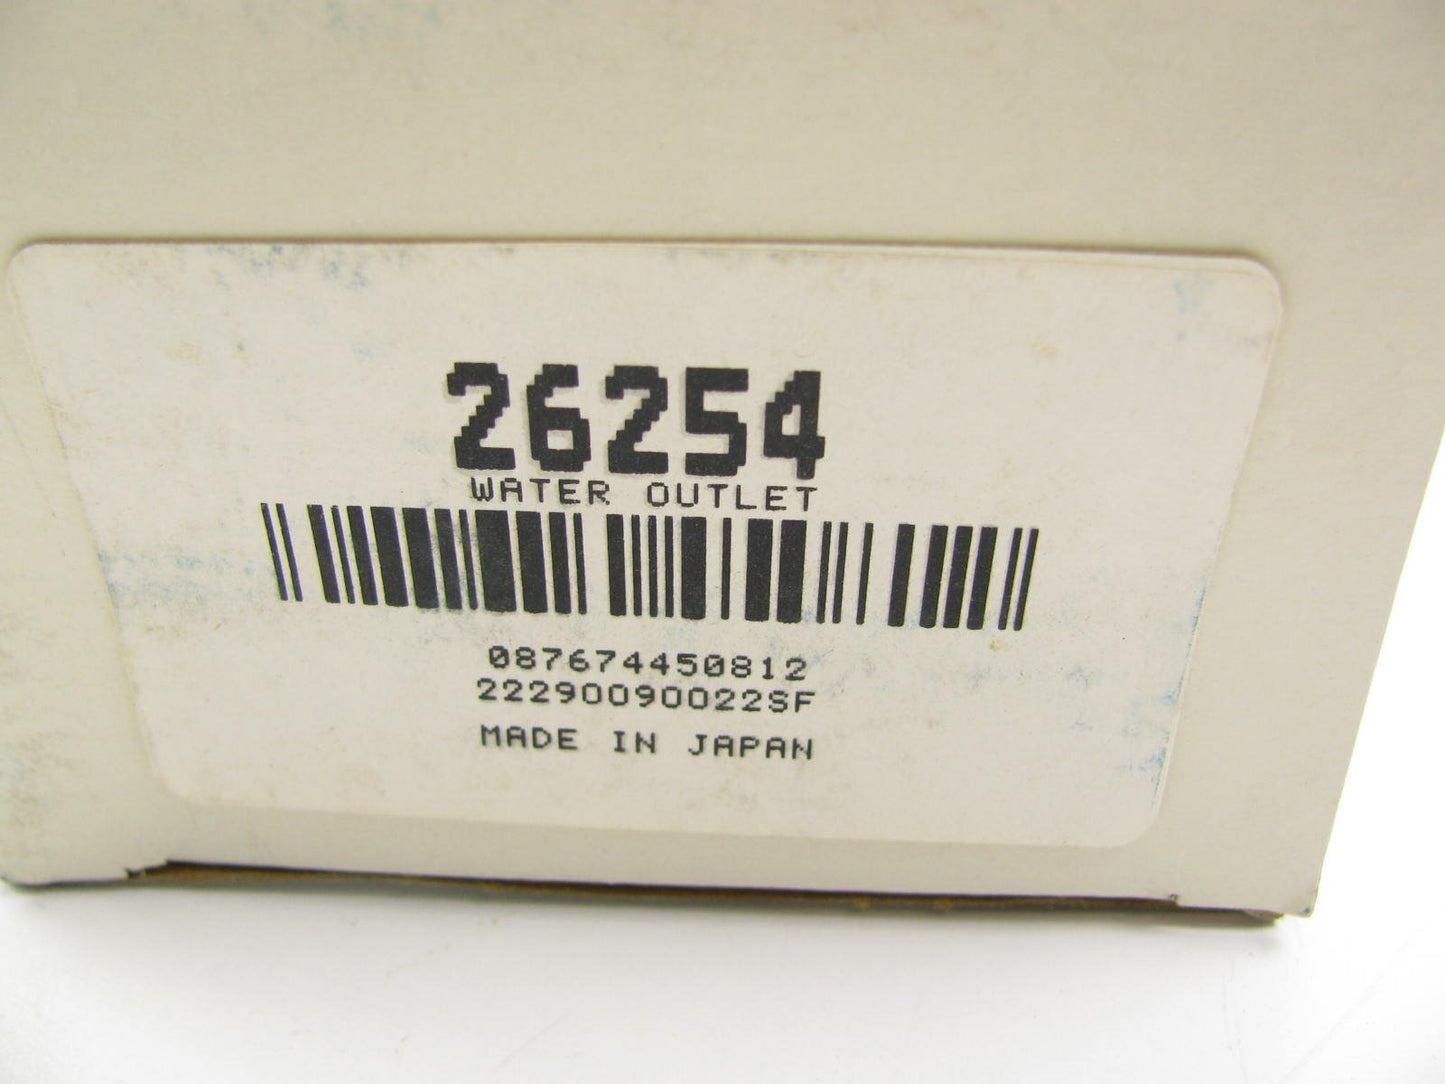 26254
WATER OUTLET
087674450812
22290090022SF
MADE IN JAPAN